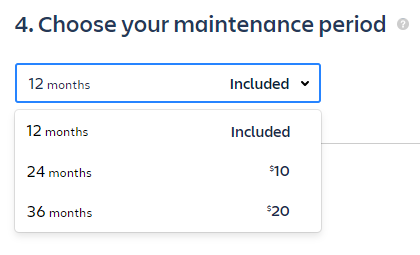 4. Choose your maintenance period ?
12 months Included
12 months Included
24 months $10
36 months $20